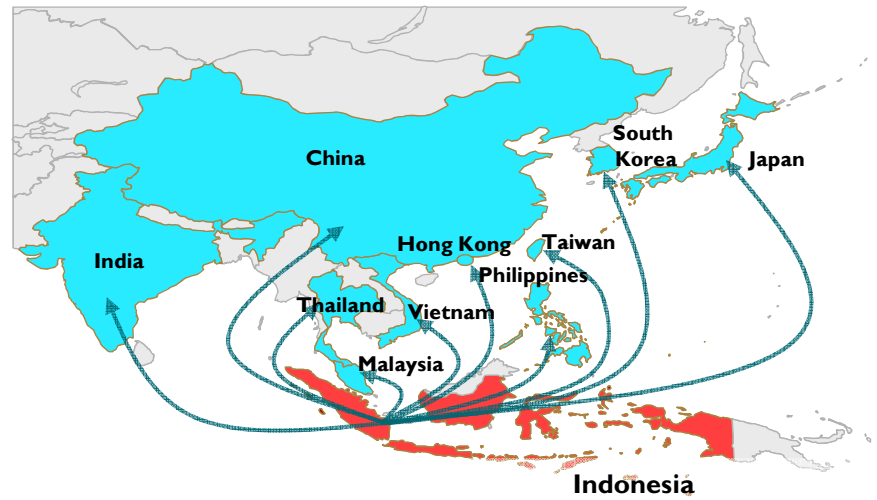 South
Korea
China
Japan
Hong Kong
Taiwan
India
Philippines
Thailand
Vietnam
Malaysia
Indonesia